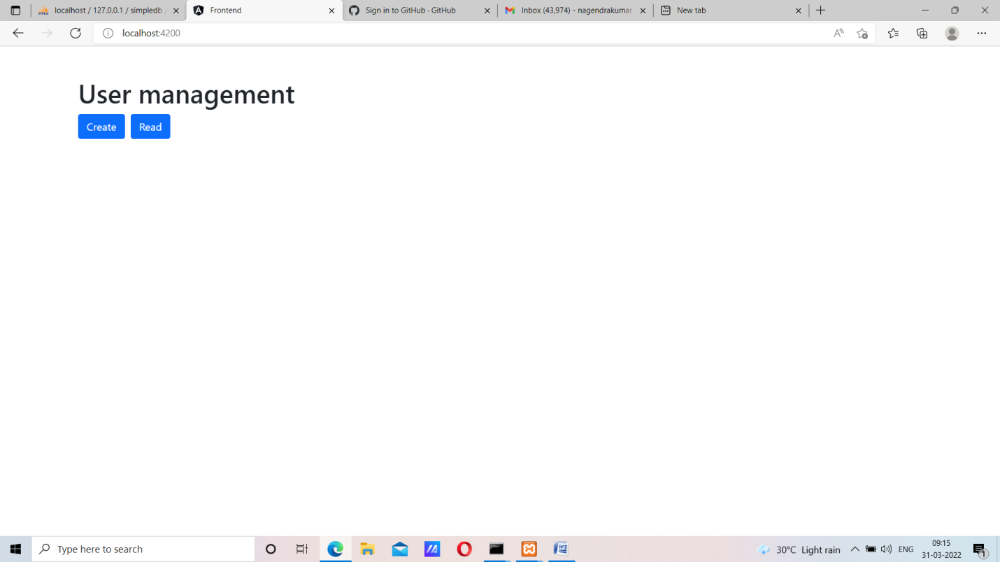 localhost / 127.0.0.1 / simpledb /
Frontend
Sign in to GitHub · GitHub
Inbox (43,974) - nagendrakumar
New tab
localhost:4200
User management
Create Read
Type here to search
30°C Light rain
ENG
09:15
31-03-2022
1